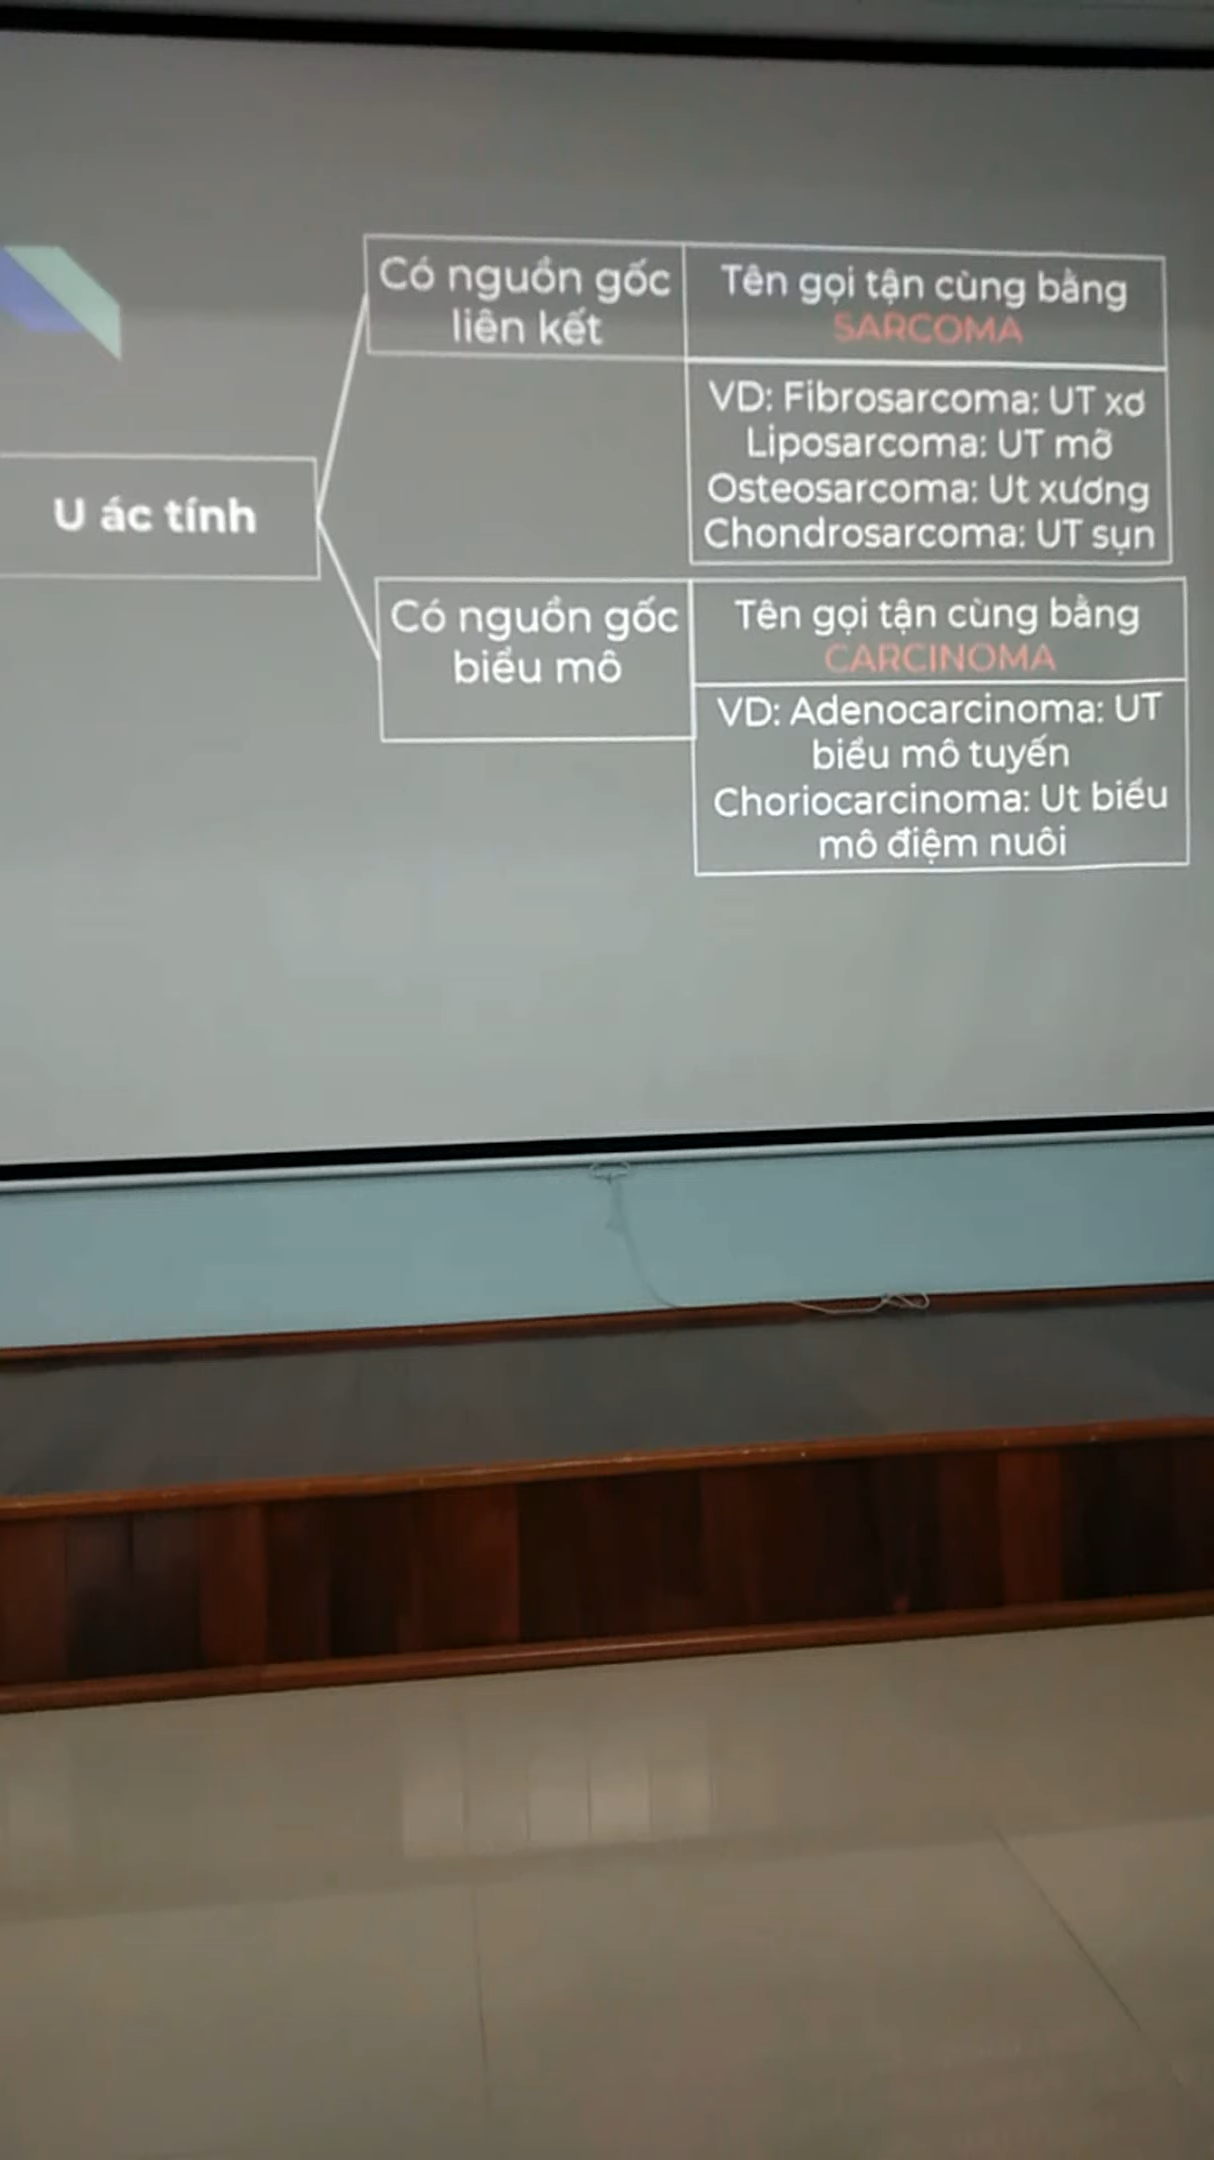 U ác tính
Có nguồn gốc
liên kết
Tên gọi tận cùng bằng
SARCOMA
VD: Fibrosarcoma: UT xơ
Liposarcoma: UT mỡ
Osteosarcoma: Ut xương
Chondrosarcoma: UT sụn
Có nguồn gốc
biểu mô
Tên gọi tận cùng bằng
CARCINOMA
VD: Adenocarcinoma: UT
biểu mô tuyến
Choriocarcinoma: Ut biểu
mô điệm nuôi